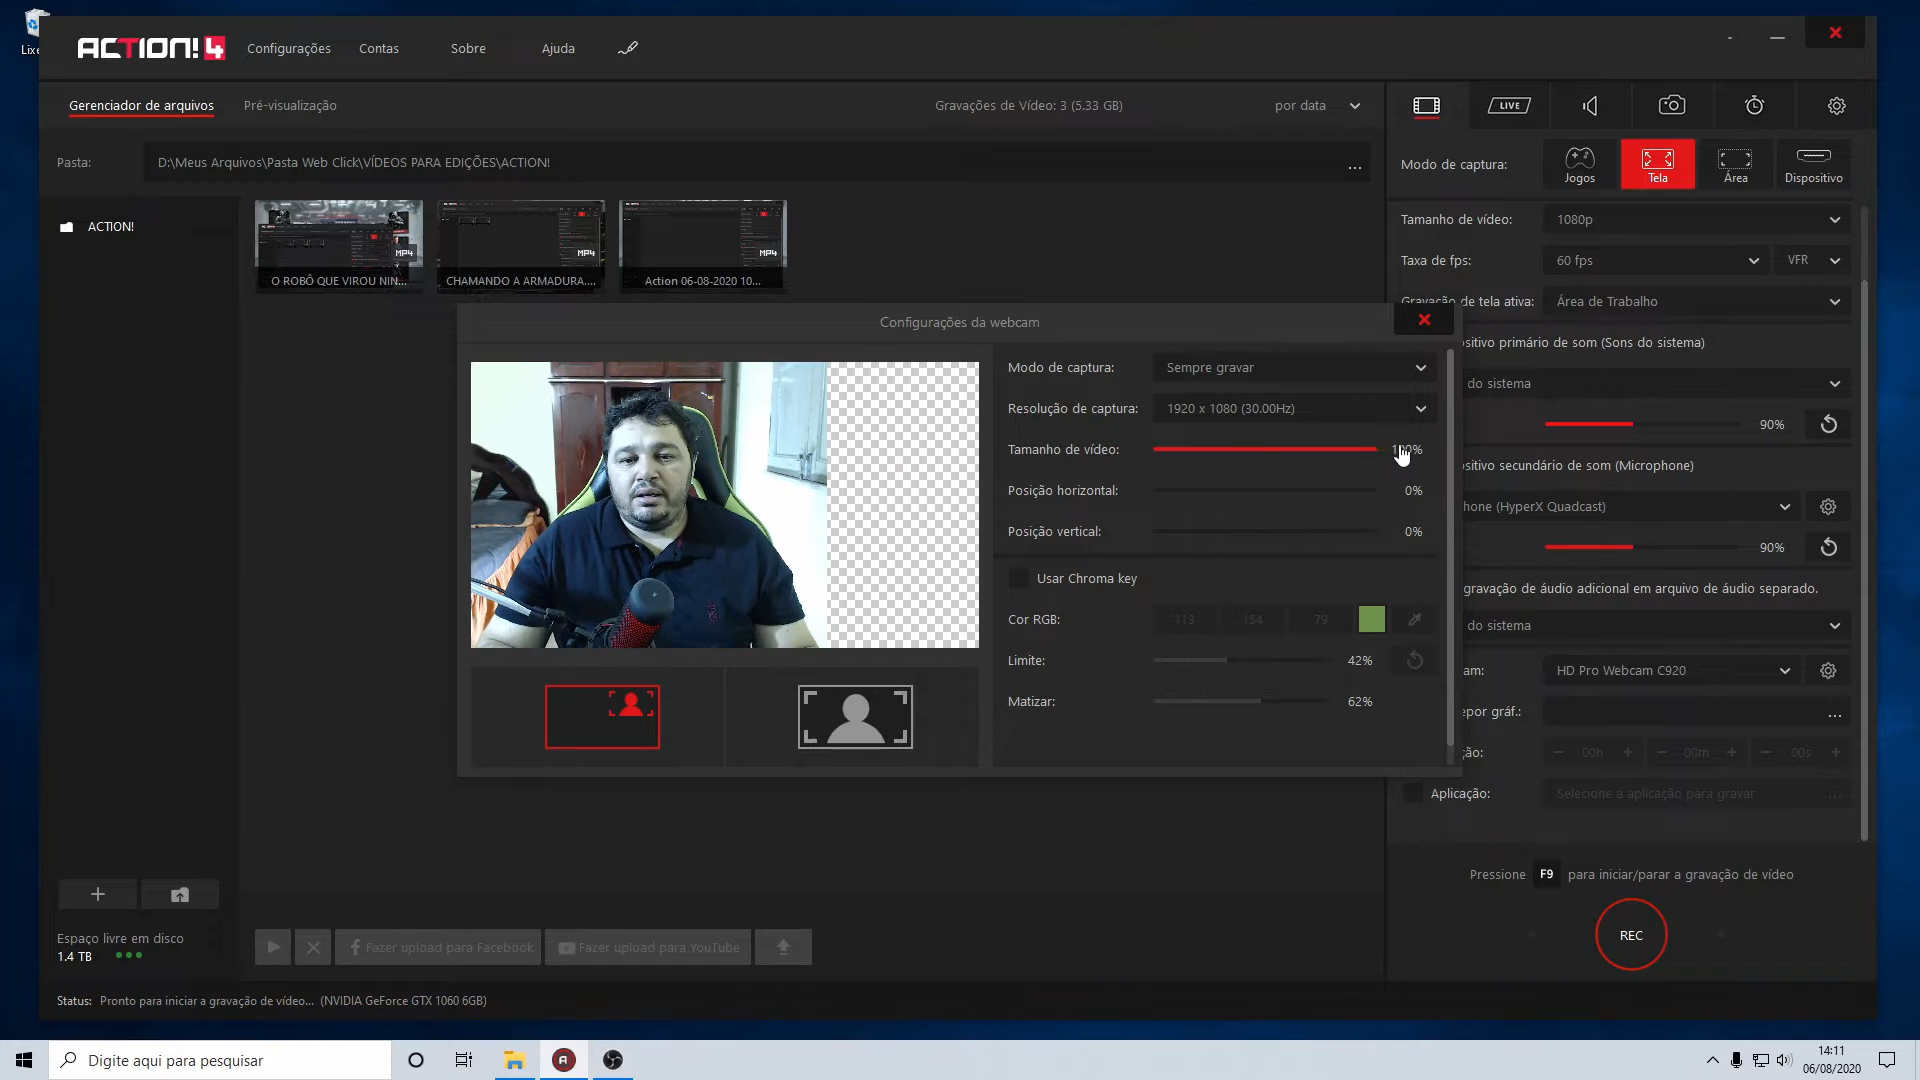 Lixe
ACTION! 4
Configurações
Contas
Sobre
Ajuda
Gerenciador de arquivos
Pré-visualização
Gravações de Vídeo: 3 (5.33 GB)
por data
LIVE
Pasta:
D:\Meus Arquivos\Pasta Web Click\VÍDEOS PARA EDIÇÕES\ACTION!
...
Modo de captura:
Jogos
Tela
Área
Dispositivo
ACTION!
MP4
MP4
MP4
O ROBÔ QUE VIROU NIN...
CHAMANDO A ARMADURA....
Action 06-08-2020 10...
Tamanho de vídeo:
1080p
Taxa de fps:
60 fps
VFR
Gravação de tela ativa:
Área de Trabalho
Configurações da webcam
Modo de captura:
Sempre gravar
Resolução de captura:
1920 x 1080 (30.00Hz)
Tamanho de vídeo:
Posição horizontal:
0%
Posição vertical:
0%
Usar Chroma key
Cor RGB:
113
154
79
Limite:
42%
Matizar:
62%
ositivo primário de som (Sons do sistema)
do sistema
90%
ositivo secundário de som (Microphone)
hone (HyperX Quadcast)
90%
gravação de áudio adicional em arquivo de áudio separado.
do sistema
am:
HD Pro Webcam C920
epor gráf.:
...
ção:
00h
00m
00s
Aplicação:
Selecione a aplicação para gravar
...
Pressione F9 para iniciar/parar a gravação de vídeo
REC
Espaço livre em disco
1.4 TB
Fazer upload para Facebook
Fazer upload para YouTube
Status: Pronto para iniciar a gravação de vídeo... (NVIDIA GeForce GTX 1060 6GB)
Digite aqui para pesquisar
14:11
06/08/2020